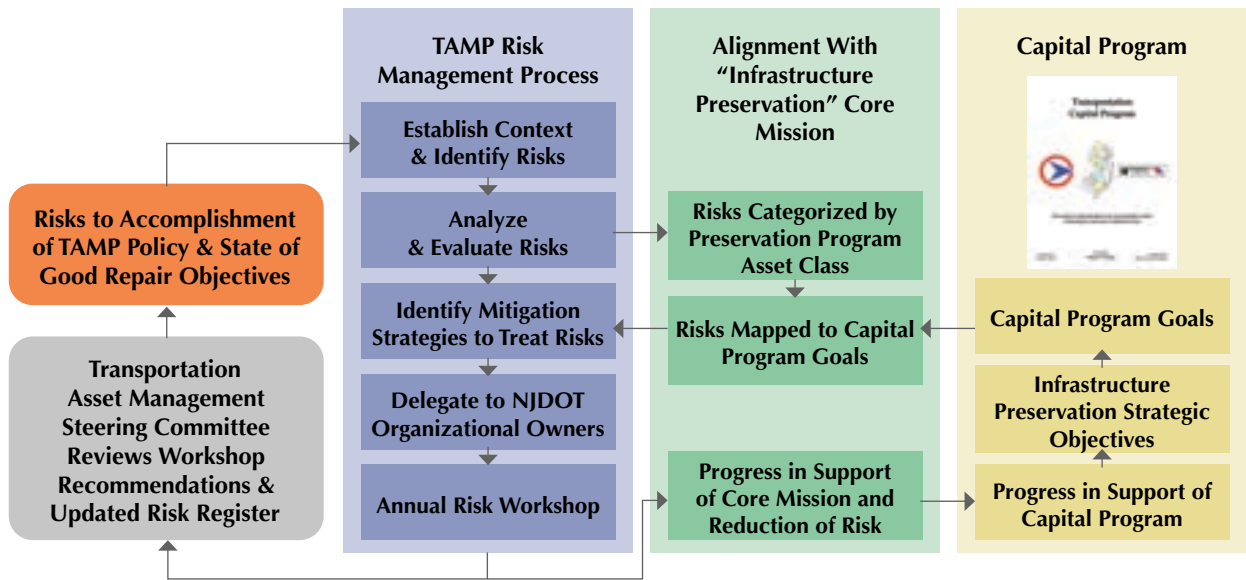 TAMP Risk
Management Process
Establish Context
& Identify Risks
Analyze
& Evaluate Risks
Identify Mitigation
Strategies to Treat Risks
Delegate to NJDOT
Organizational Owners
Annual Risk Workshop
Alignment With
“Infrastructure
Preservation” Core
Mission
Risks Categorized by
Preservation Program
Asset Class
Risks Mapped to Capital
Program Goals
Progress in Support
of Core Mission and
Reduction of Risk
Capital Program
Transportation
Capital Program
Capital Program Goals
Infrastructure
Preservation Strategic
Objectives
Progress in Support of
Capital Program
Risks to Accomplishment
of TAMP Policy & State of
Good Repair Objectives
Transportation
Asset Management
Steering Committee
Reviews Workshop
Recommendations &
Updated Risk Register